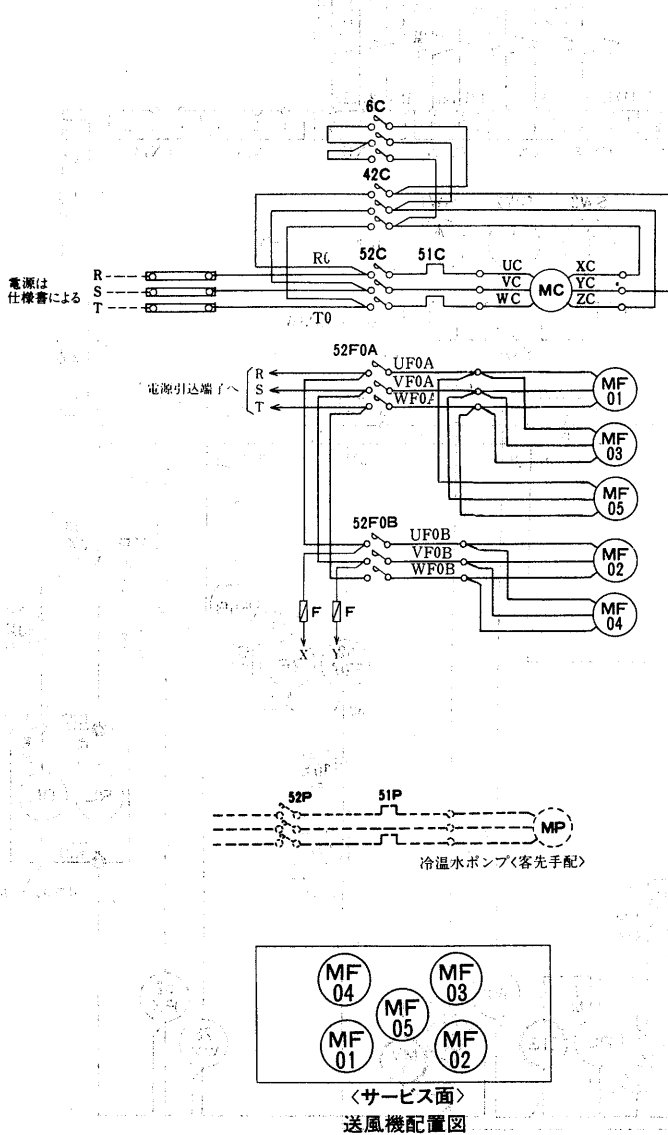 6C
42C
52C
51C
電源は
仕様書による
R
S
T
R0
T0
UC
VC
WC
MC
XC
YC
ZC
52F0A
電源引込端子へ
R
S
T
UF0A
VF0A
WF0A
MF
01
MF
03
MF
05
52F0B
UF0B
VF0B
WF0B
MF
02
MF
04
F
F
X
Y
52P
51P
MP
冷温水ポンプ<客先手配>
MF
04
MF
03
MF
05
MF
01
MF
02
<サービス面>
送風機配置図